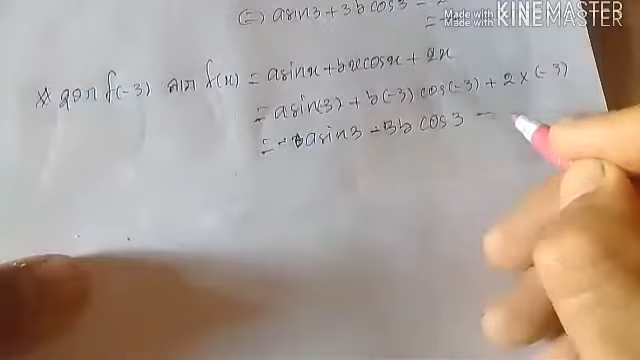 (=) asin3 + 3b cos3
Made with KINEMASTER
* এখন f(-3) মান f(x) = asinx + bxcosx + 2x
= asin(3) + b(-3) cos(-3) + 2 × (-3)
= - asin3 - 3b cos3 -